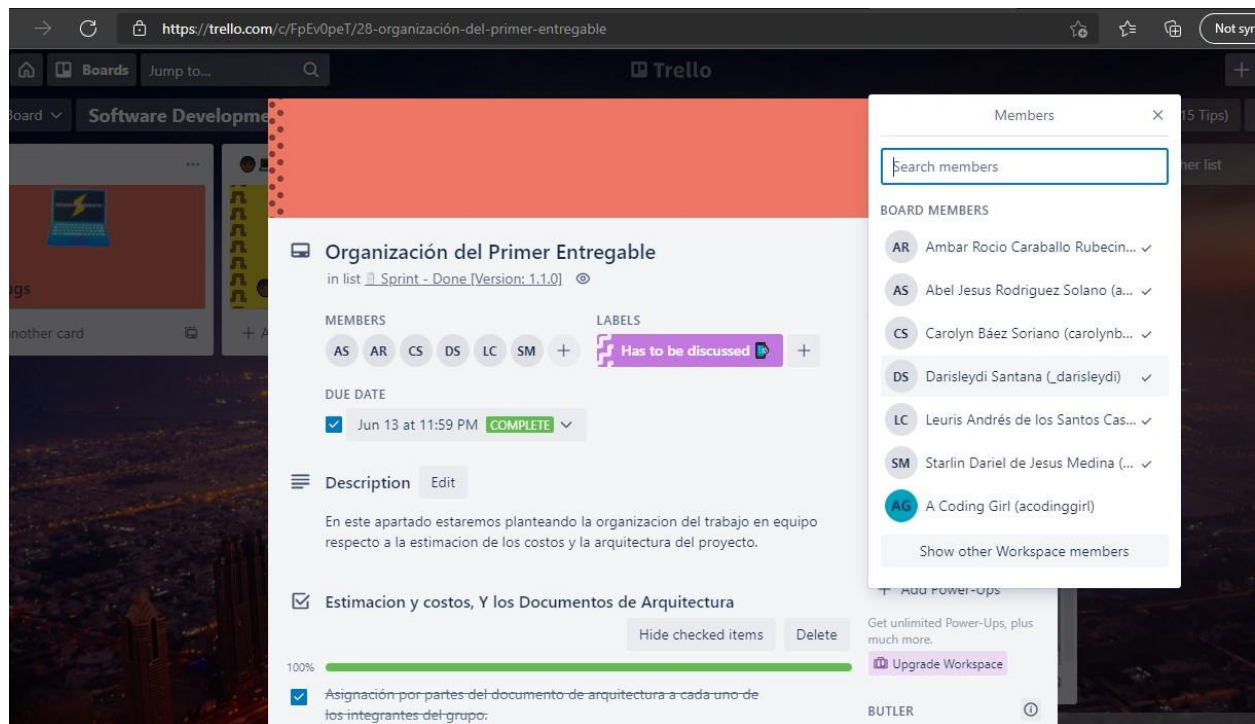 https://trello.com/c/FpEv0peT/28-organización-del-primer-entregable
Not syn
Boards
Jump to...
Trello
Board
Software Developme
15 Tips)
ugs
nother card
+ A
her list
Organización del Primer Entregable
in list Sprint - Done [Version: 1.1.0]
MEMBERS
AS AR CS DS LC SM +
LABELS
Has to be discussed
+
DUE DATE
Jun 13 at 11:59 PM COMPLETE
Description Edit
En este apartado estaremos planteando la organizacion del trabajo en equipo
respecto a la estimacion de los costos y la arquitectura del proyecto.
Estimacion y costos, Y los Documentos de Arquitectura
Hide checked items Delete
100%
Asignación por partes del documento de arquitectura a cada uno de
los integrantes del grupo.
Members
Search members
BOARD MEMBERS
AR Ambar Rocio Caraballo Rubecin...
AS Abel Jesus Rodriguez Solano (a...
CS Carolyn Báez Soriano (carolynb...
DS Darisleydi Santana (_darisleydi)
LC Leuris Andrés de los Santos Cas...
SM Starlin Dariel de Jesus Medina (...
AG A Coding Girl (acodinggirl)
Show other Workspace members
+ Add Power-Ups
Get unlimited Power-Ups, plus
much more.
Upgrade Workspace
BUTLER